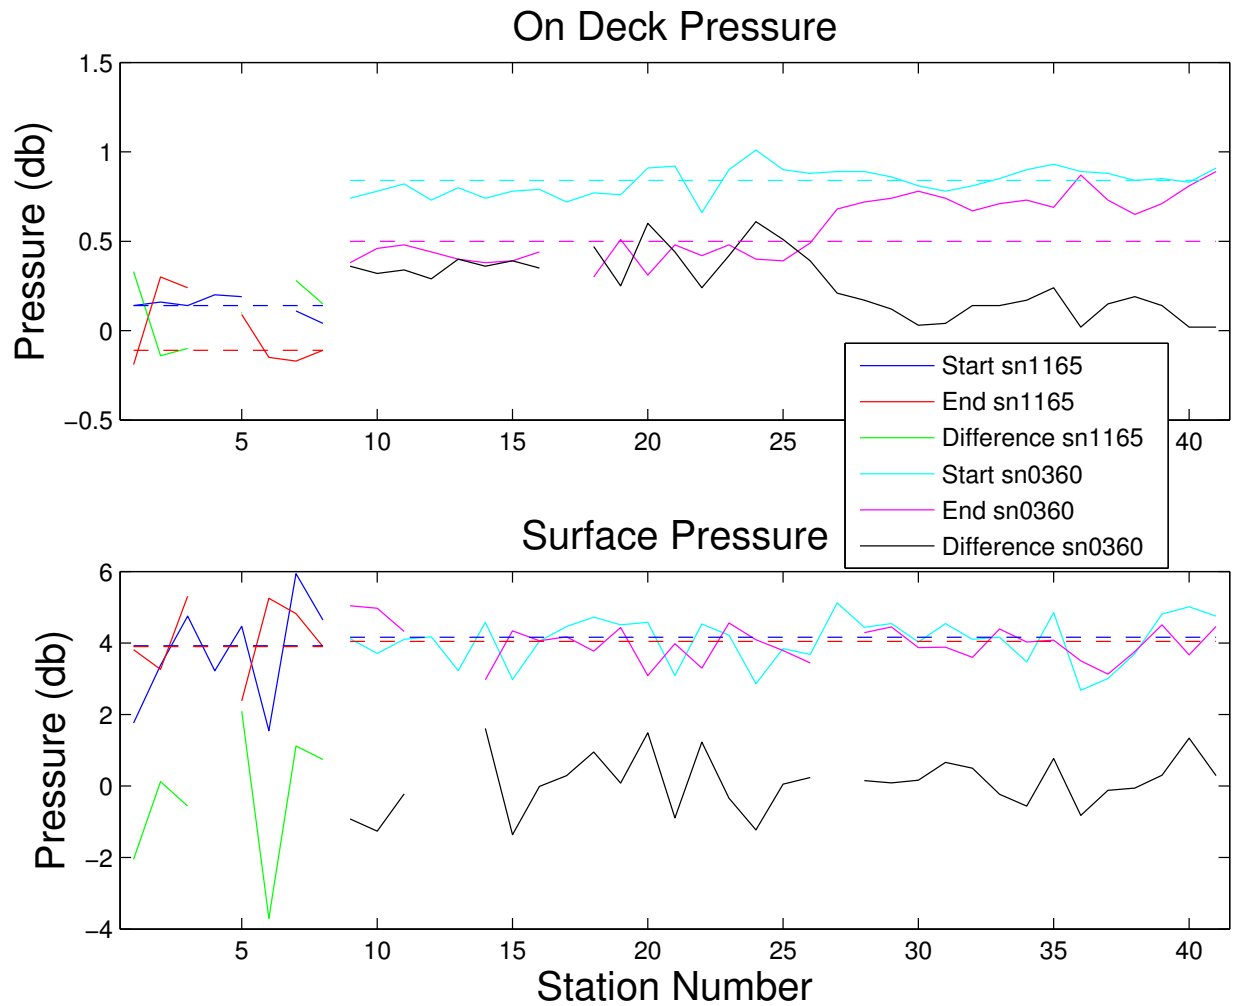 On Deck Pressure
Pressure (db)
1.5
1
0.5
0
−0.5
5 10 15 20 25 40
Start sn1165
End sn1165
Difference sn1165
Start sn0360
End sn0360
Difference sn0360
Surface Pressure
Pressure (db)
6
4
2
0
−2
−4
5 10 15 20 25 30 35 40
Station Number